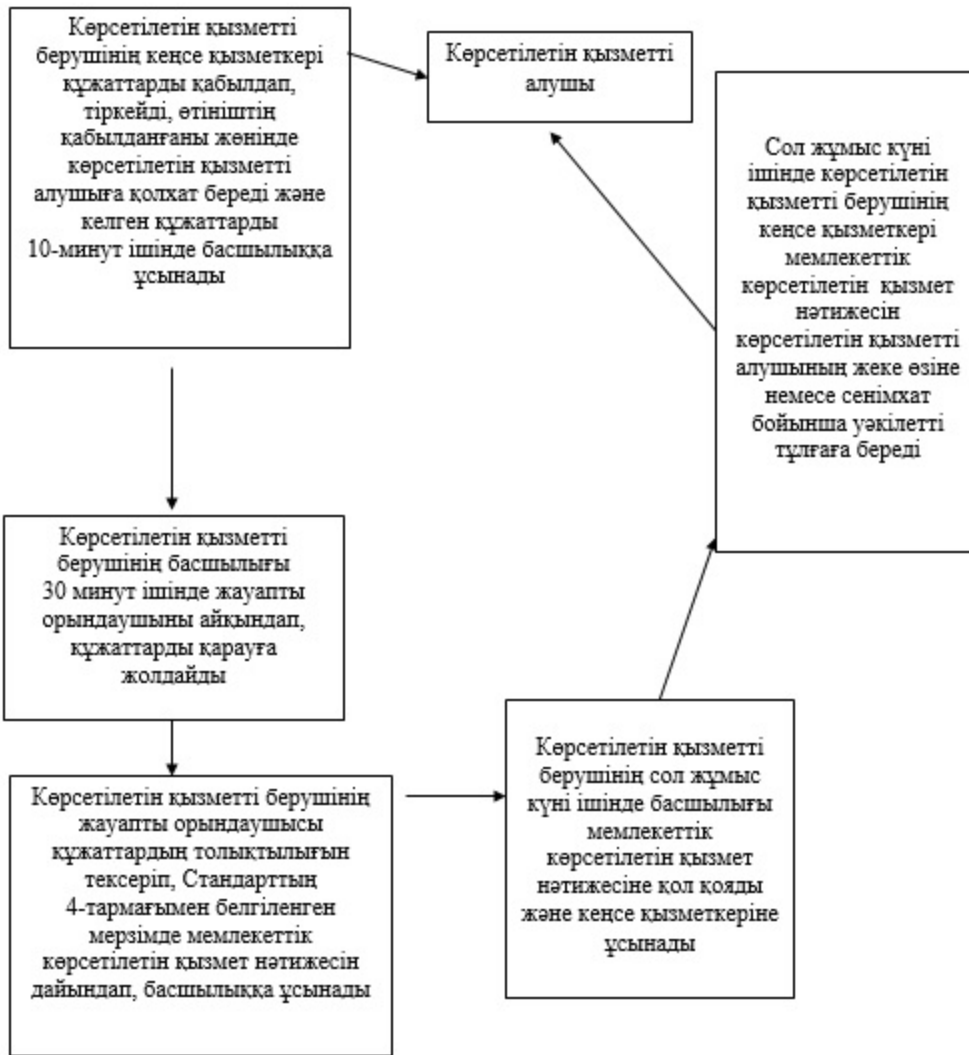 Көрсетілетін қызметті
берушінің кеңсе қызметкері
құжаттарды қабылдап,
тіркейді, өтініштің
қабылданғаны жөнінде
көрсетілетін қызметті
алушыға қолхат береді және
келген құжаттарды
10-минут ішінде басшылыққа
ұсынады
Көрсетілетін қызметті
алушы
Сол жұмыс күні
ішінде көрсетілетін
қызметті берушінің
кеңсе қызметкері
мемлекеттік
көрсетілетін қызмет
нәтижесін
көрсетілетін қызметті
алушының жеке өзіне
немесе сенімхат
бойынша уәкілетті
тұлғаға береді
Көрсетілетін қызметті
берушінің басшылығы
30 минут ішінде жауапты
орындаушыны айқындап,
құжаттарды қарауға
жолдайды
Көрсетілетін қызметті берушінің
жауапты орындаушысы
құжаттардың толықтылығын
тексеріп, Стандарттың
4-тармағымен белгіленген
мерзімде мемлекеттік
көрсетілетін қызмет нәтижесін
дайындап, басшылыққа ұсынады
Көрсетілетін қызметті
берушінің сол жұмыс
күні ішінде басшылығы
мемлекеттік
көрсетілетін қызмет
нәтижесіне қол қояды
және кеңсе қызметкеріне
ұсынады